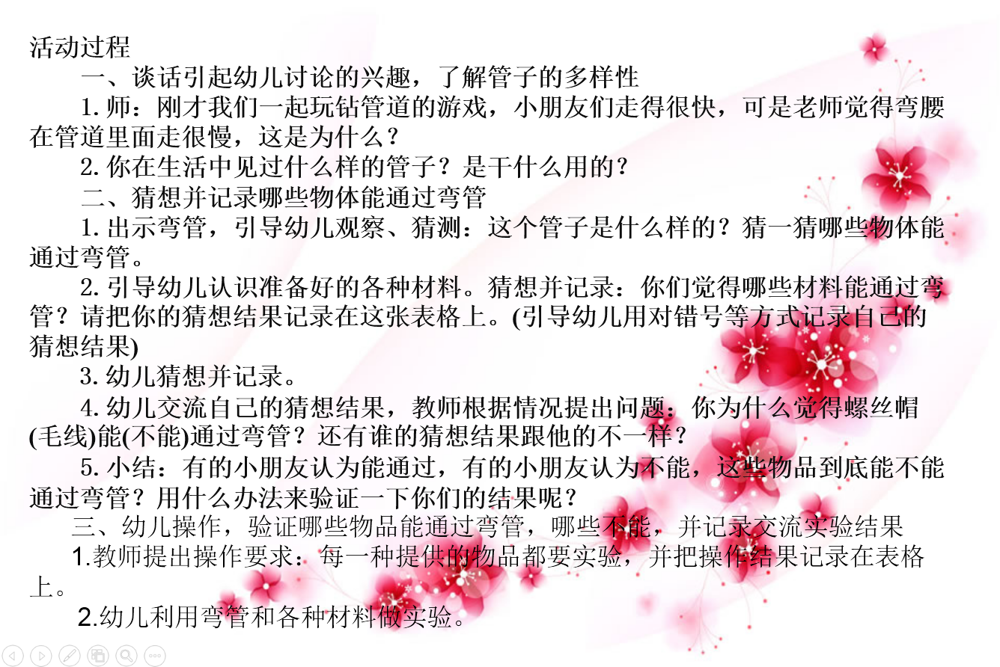 活动过程
一、谈话引起幼儿讨论的兴趣，了解管子的多样性
1.师：刚才我们一起玩钻管道的游戏，小朋友们走得很快，可是老师觉得弯腰
在管道里面走很慢，这是为什么？
2.你在生活中见过什么样的管子？是干什么用的？
二、猜想并记录哪些物体能通过弯管
1.出示弯管，引导幼儿观察、猜测：这个管子是什么样的？猜一猜哪些物体能
通过弯管。
2.引导幼儿认识准备好的各种材料。猜想并记录：你们觉得哪些材料能通过弯
管？请把你的猜想结果记录在这张表格上。(引导幼儿用对错号等方式记录自己的
猜想结果)
3.幼儿猜想并记录。
4.幼儿交流自己的猜想结果，教师根据情况提出问题：你为什么觉得螺丝帽
(毛线)能(不能)通过弯管？还有谁的猜想结果跟他的不一样？
5.小结：有的小朋友认为能通过，有的小朋友认为不能，这些物品到底能不能
通过弯管？用什么办法来验证一下你们的结果呢？
三、幼儿操作，验证哪些物品能通过弯管，哪些不能，并记录交流实验结果
1.教师提出操作要求：每一种提供的物品都要实验，并把操作结果记录在表格
上。
2.幼儿利用弯管和各种材料做实验。